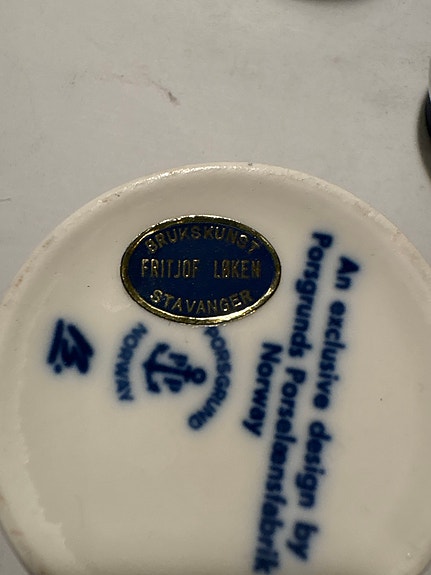 BRUKSKUNST
FRITJOF LØKEN
STAVANGER
PORSGRUND
NORWAY
An exclusive design by
Porsgrunds Porselænsfabrik
Norway